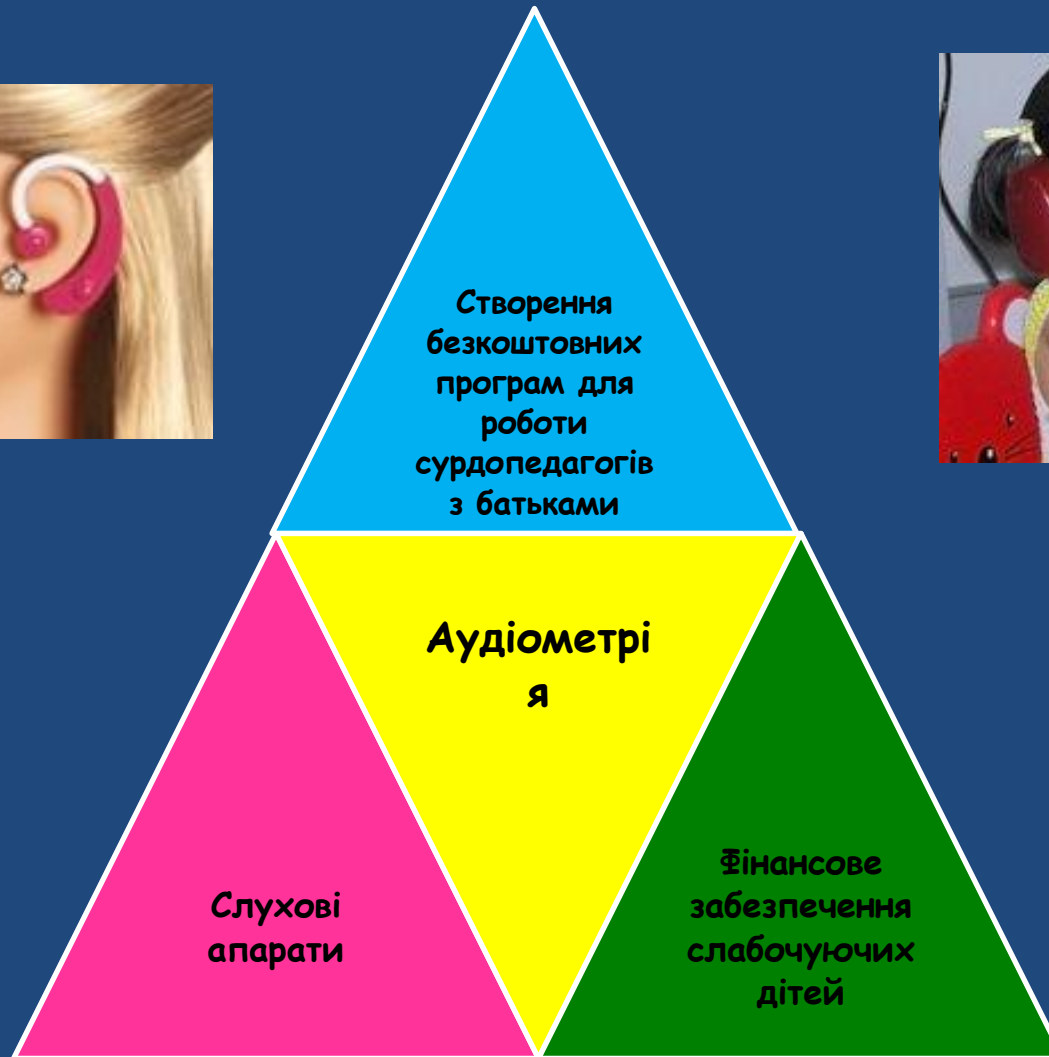 Створення
безкоштовних
програм для
роботи
сурдопедагогів
з батьками
Аудіометрі
я
Слухові
апарати
Фінансове
забезпечення
слабочуючих
дітей